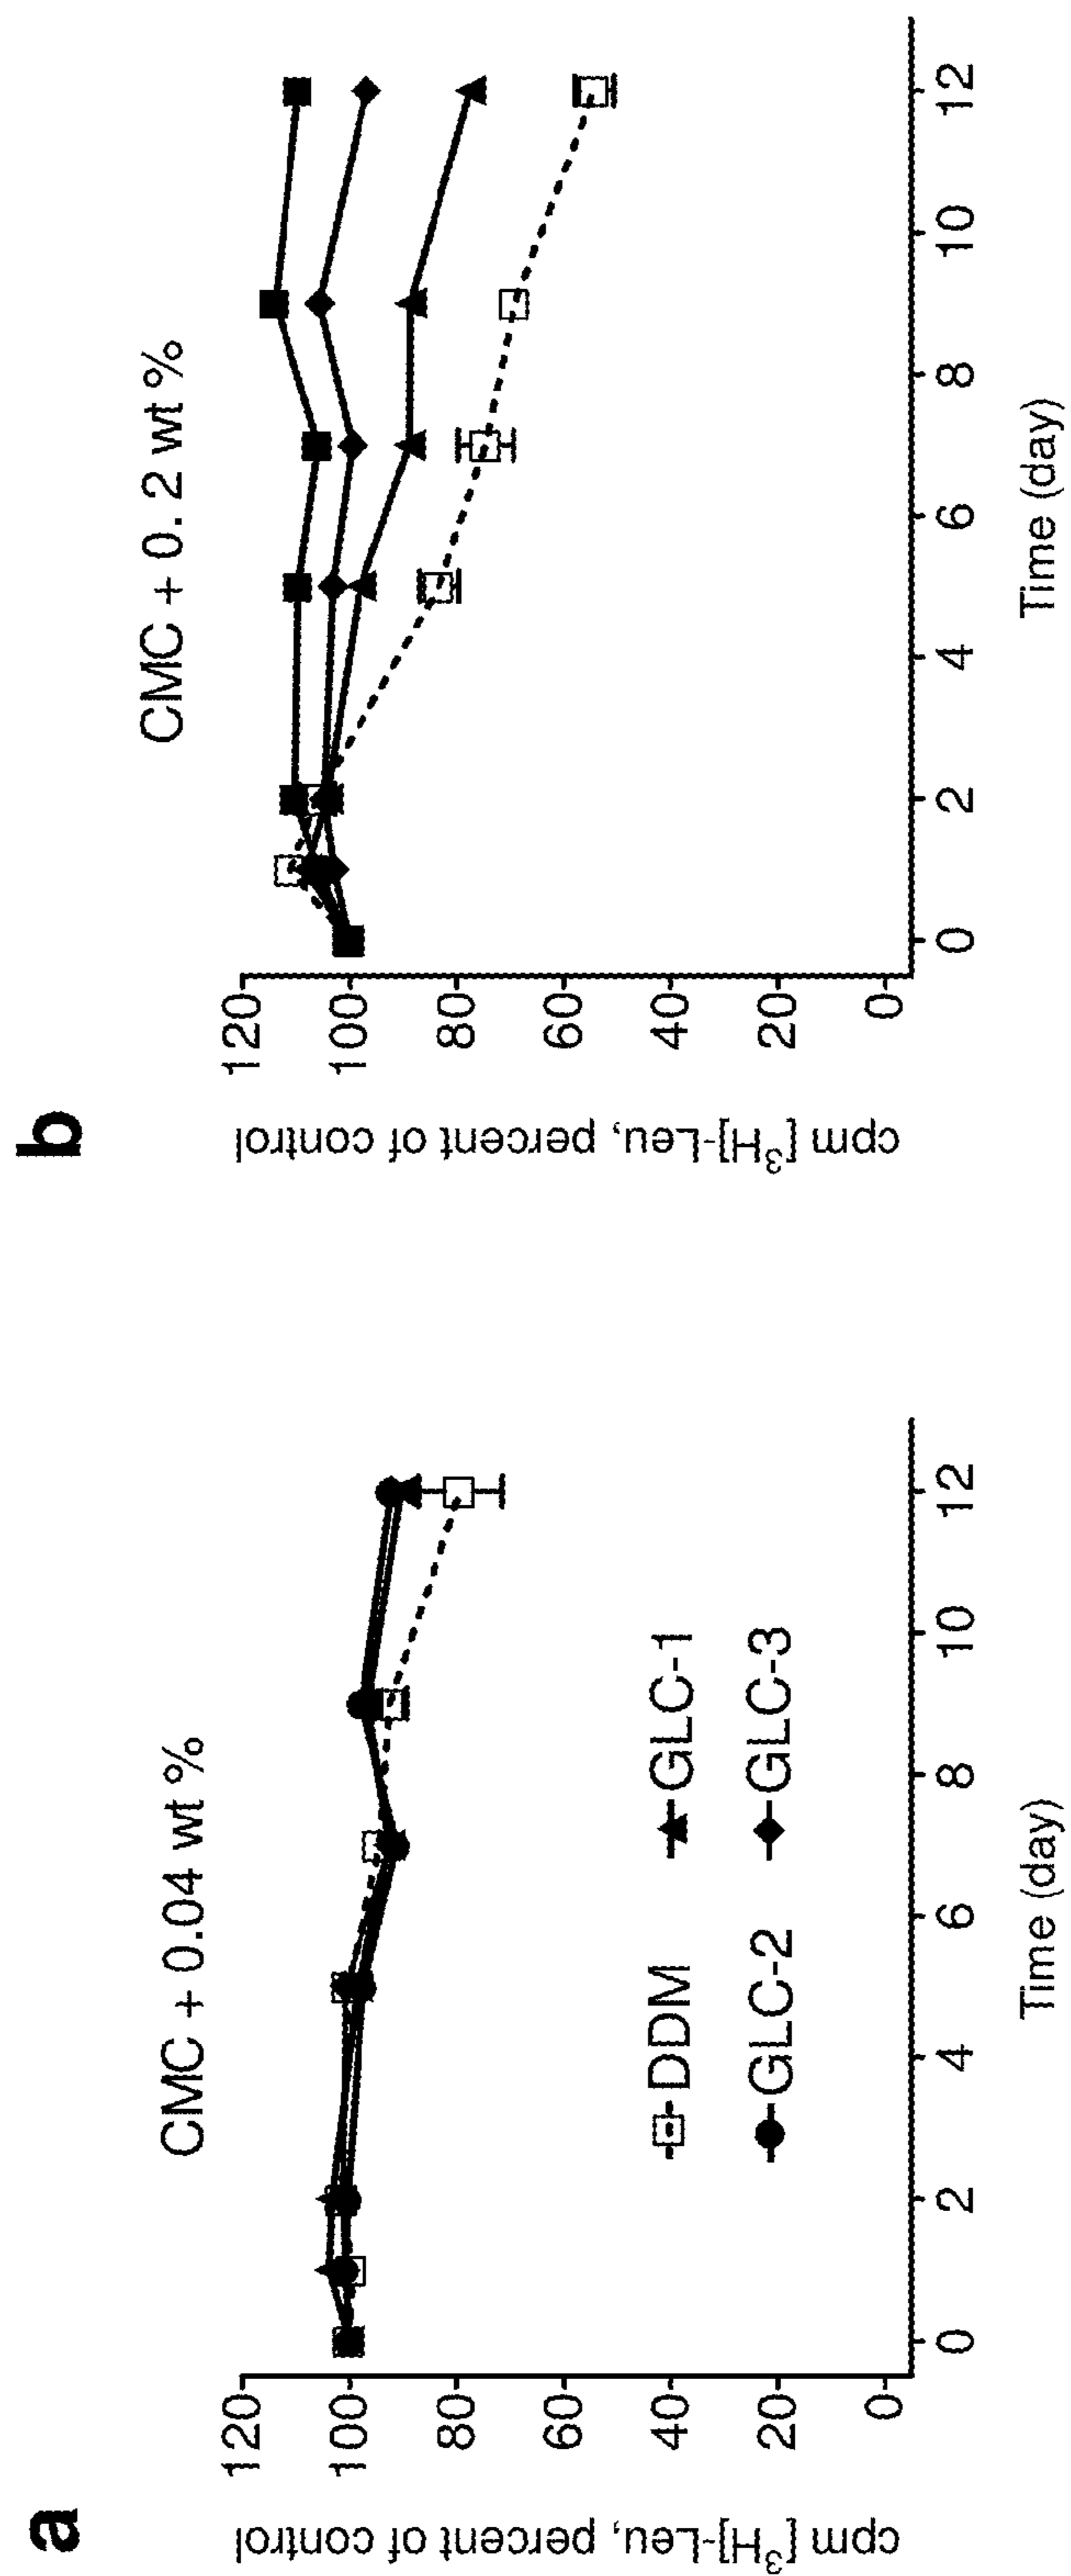 a
CMC + 0.04 wt %
cpm [³H]-Leu, percent of control
120
100
80
60
40
20
0
DDM
GLC-1
GLC-2
GLC-3
0 2 4 6 8 10 12
Time (day)
b
CMC + 0. 2 wt %
cpm [³H]-Leu, percent of control
120
100
80
60
40
20
0
0 2 4 6 8 10 12
Time (day)